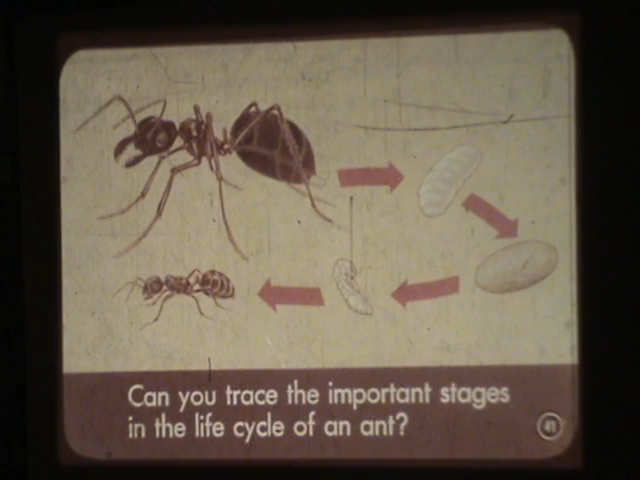 Can you trace the important stages
in the life cycle of an ant?
41